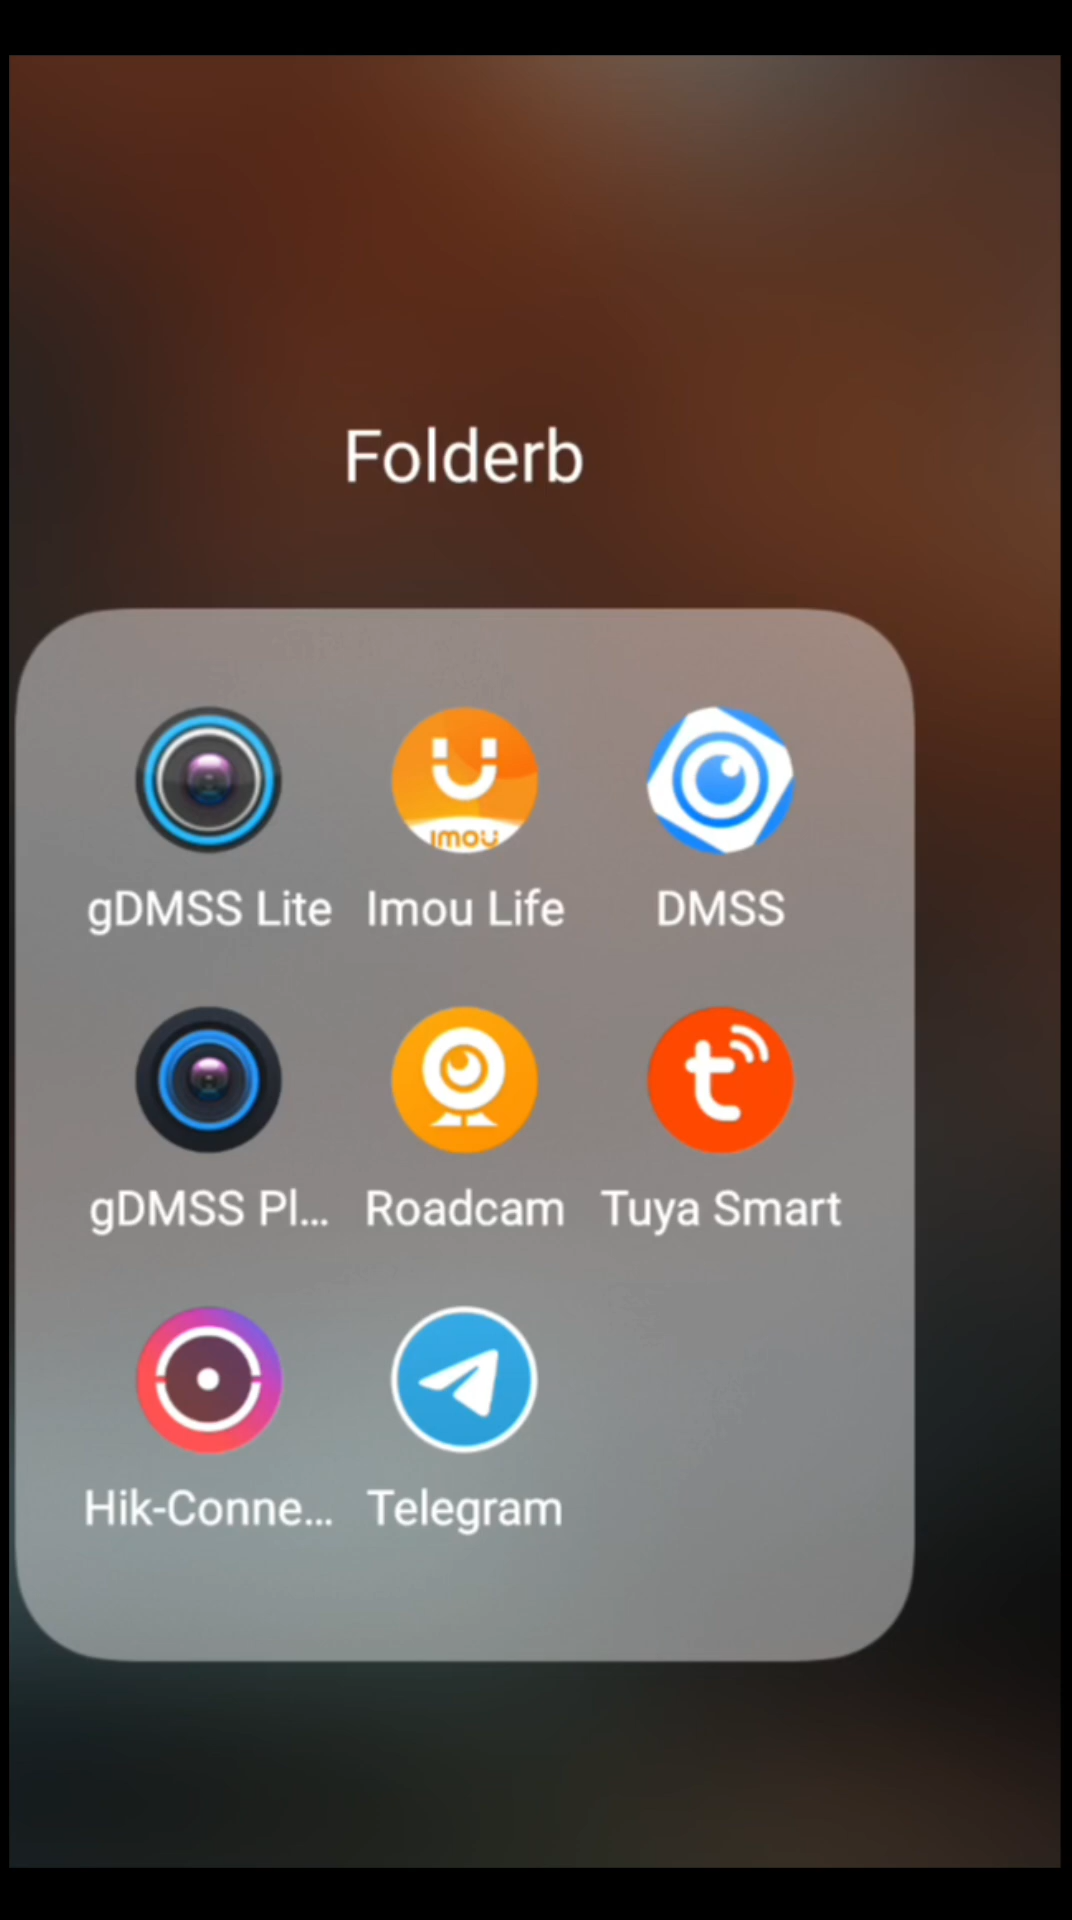 Folderb
imou
gDMSS Lite
Imou Life
DMSS
gDMSS Pl...
Roadcam
Tuya Smart
Hik-Conne...
Telegram